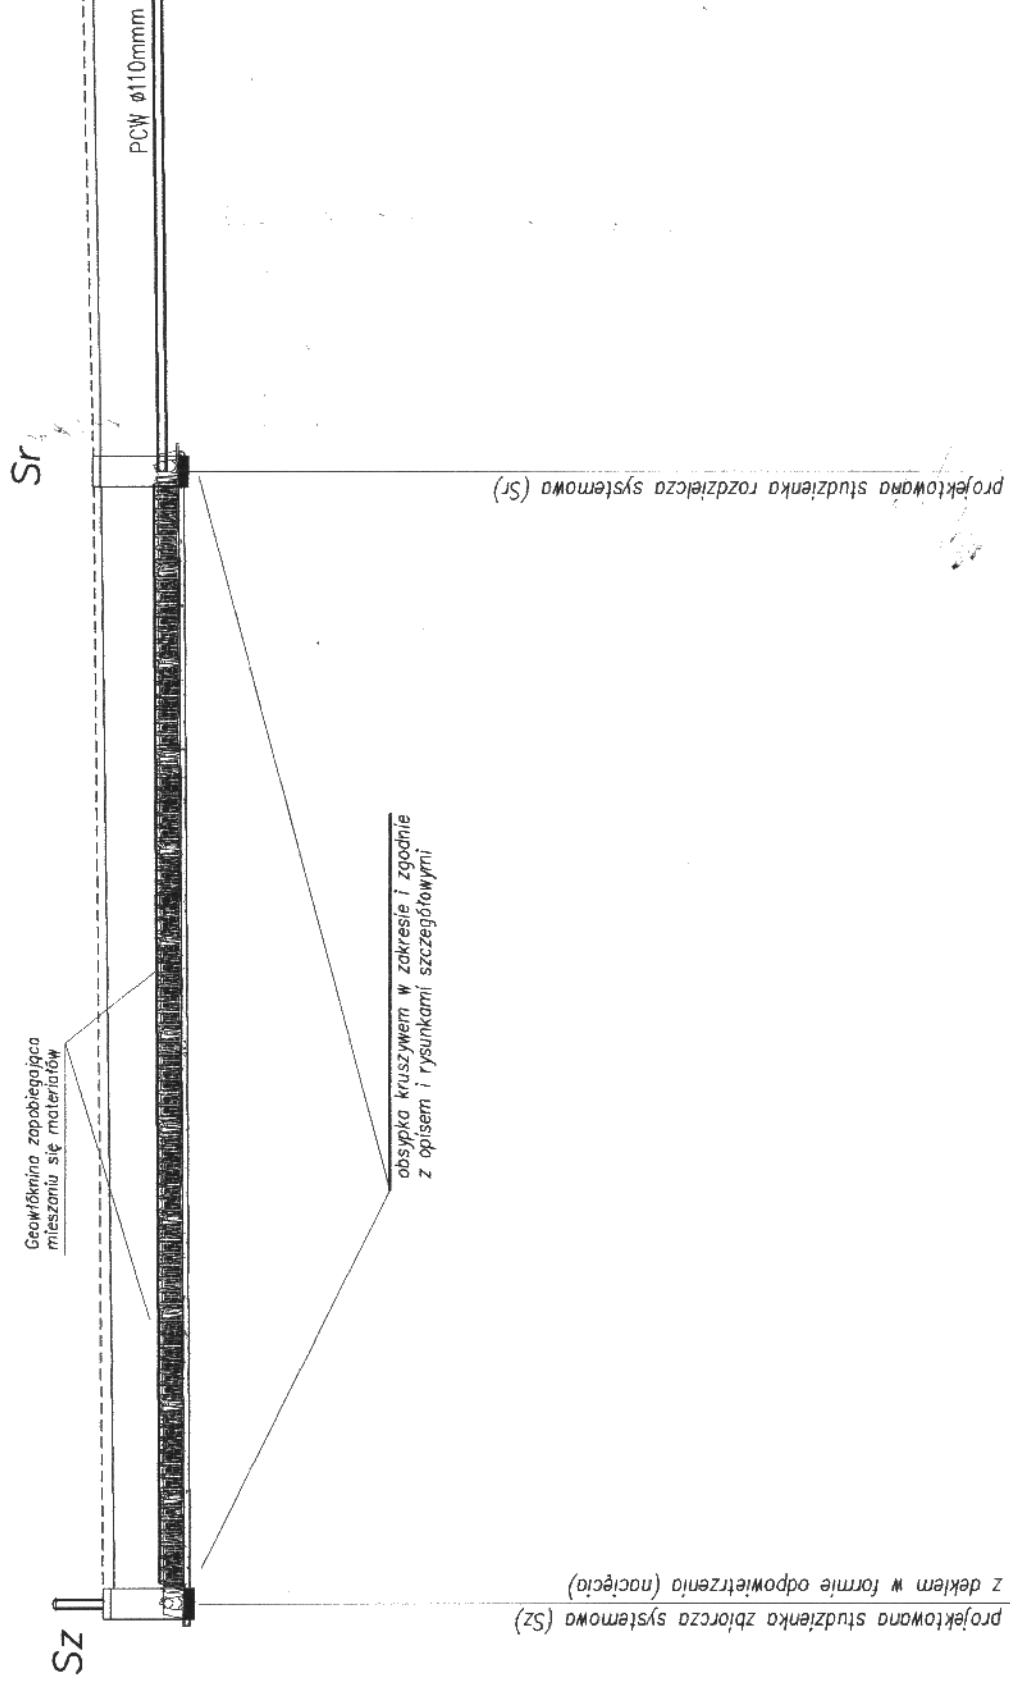 PCW ø110mmm
Sr
projektowana studzienka rozdzielcza systemowa (Sr)
Geowłóknina zapobiegająca
mieszaniu się materiałów
obsypka kruszywem w zakresie i zgodnie
z opisem i rysunkami szczegółowymi
Sz
projektowana studzienka zbiorcza systemowa (Sz)
z deklem w formie odpowietrzenia (nacięcia)